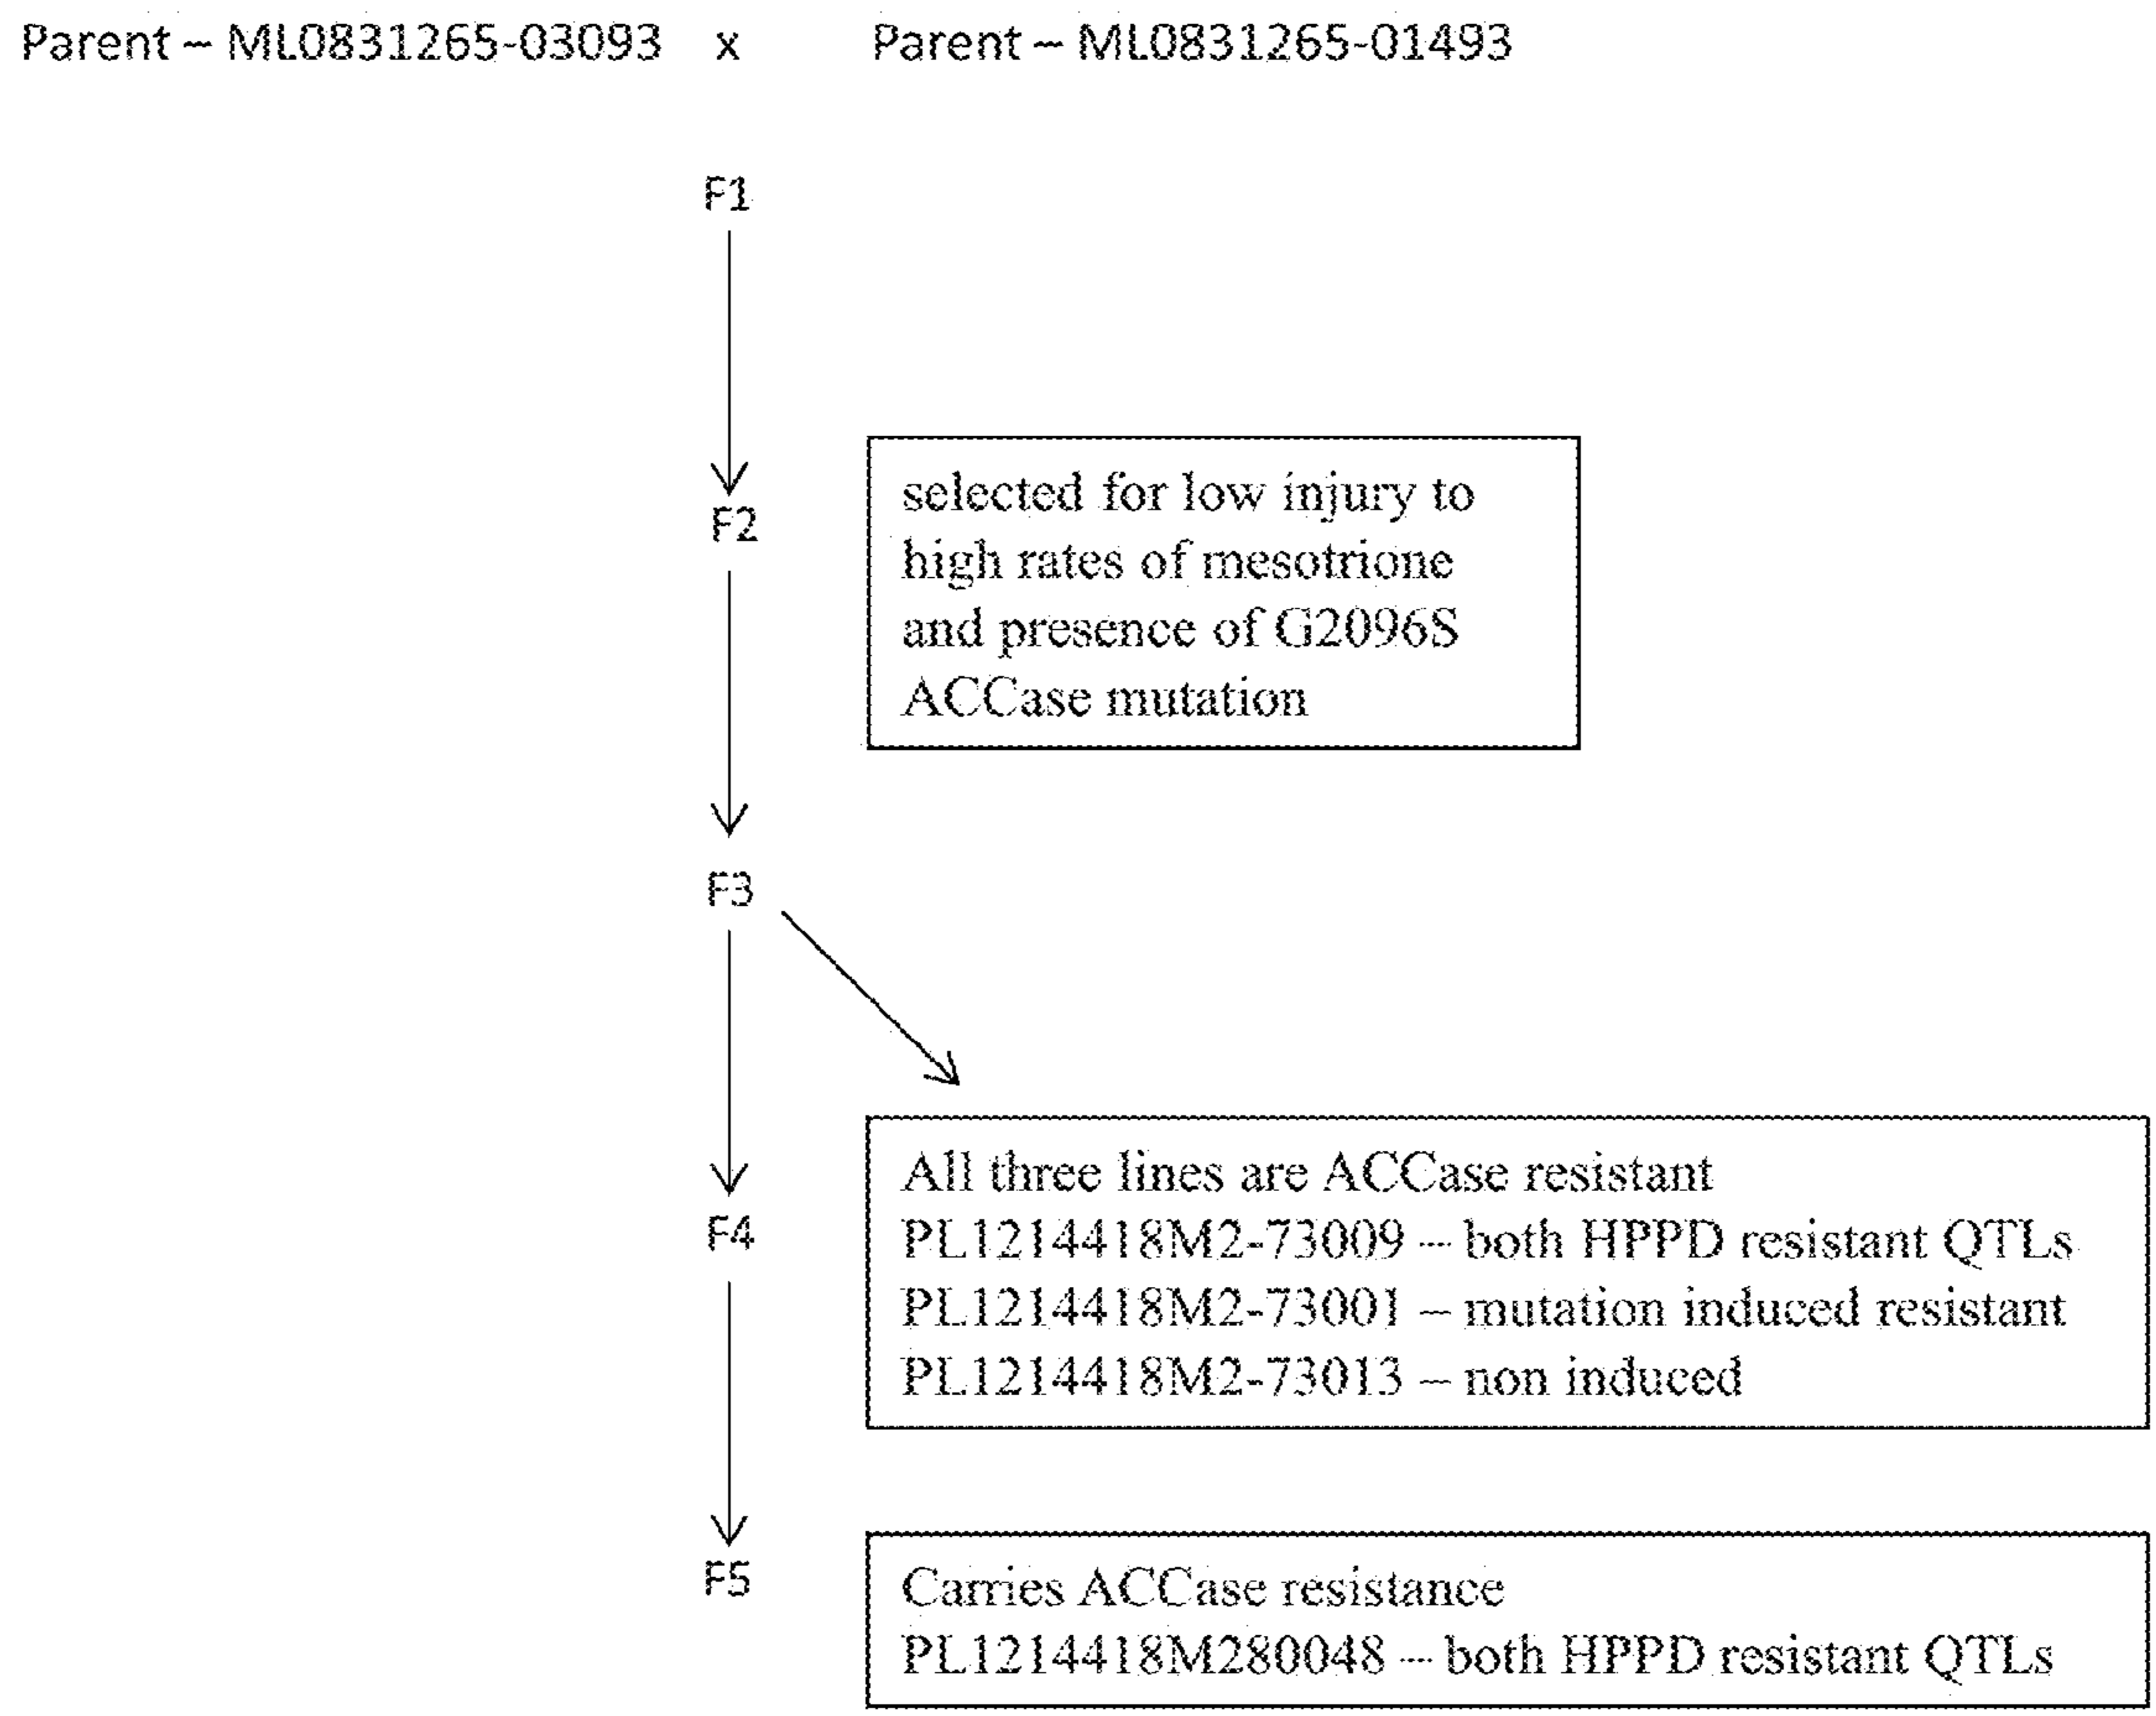 Parent – ML0831265-03093 x Parent – ML0831265-01493
F1
F2
selected for low injury to
high rates of mesotrione
and presence of G2096S
ACCase mutation
F3
All three lines are ACCase resistant
F4
PL1214418M2-73009 – both HPPD resistant QTLs
PL1214418M2-73001 – mutation induced resistant
PL1214418M2-73013 – non induced
F5
Carries ACCase resistance
PL1214418M280048 – both HPPD resistant QTLs